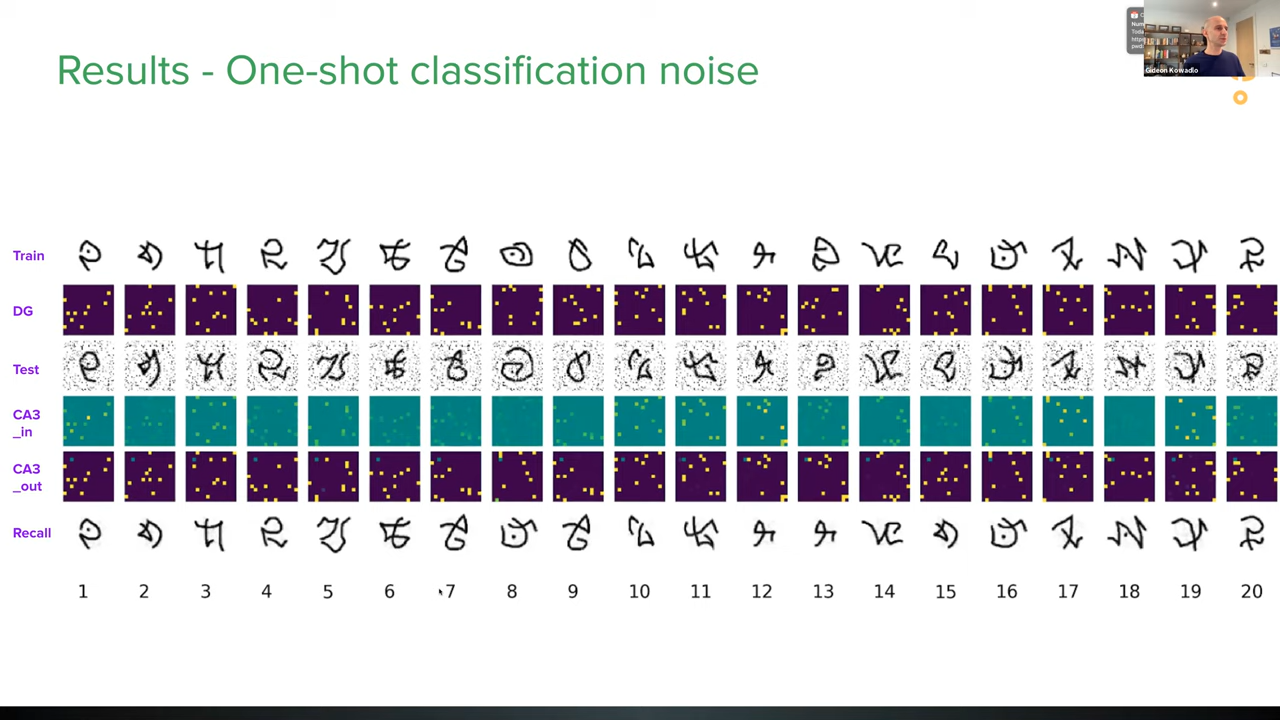 Results - One-shot classification noise
Gideon Kowadlo
Train
DG
Test
CA3
_in
CA3
_out
Recall
1 2 3 4 5 6 7 8 9 10 11 12 13 14 15 16 17 18 19 20